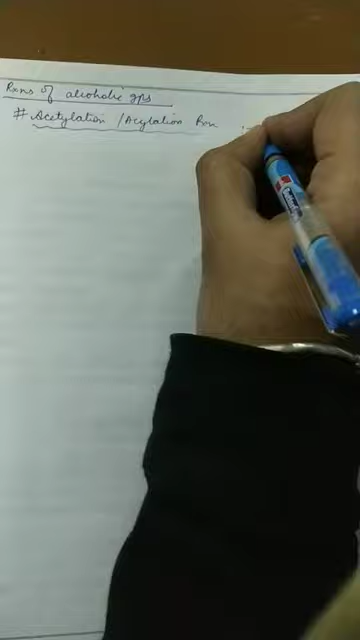 Rxns of alcoholic gps
# Acetylation / Acylation Rxn :-